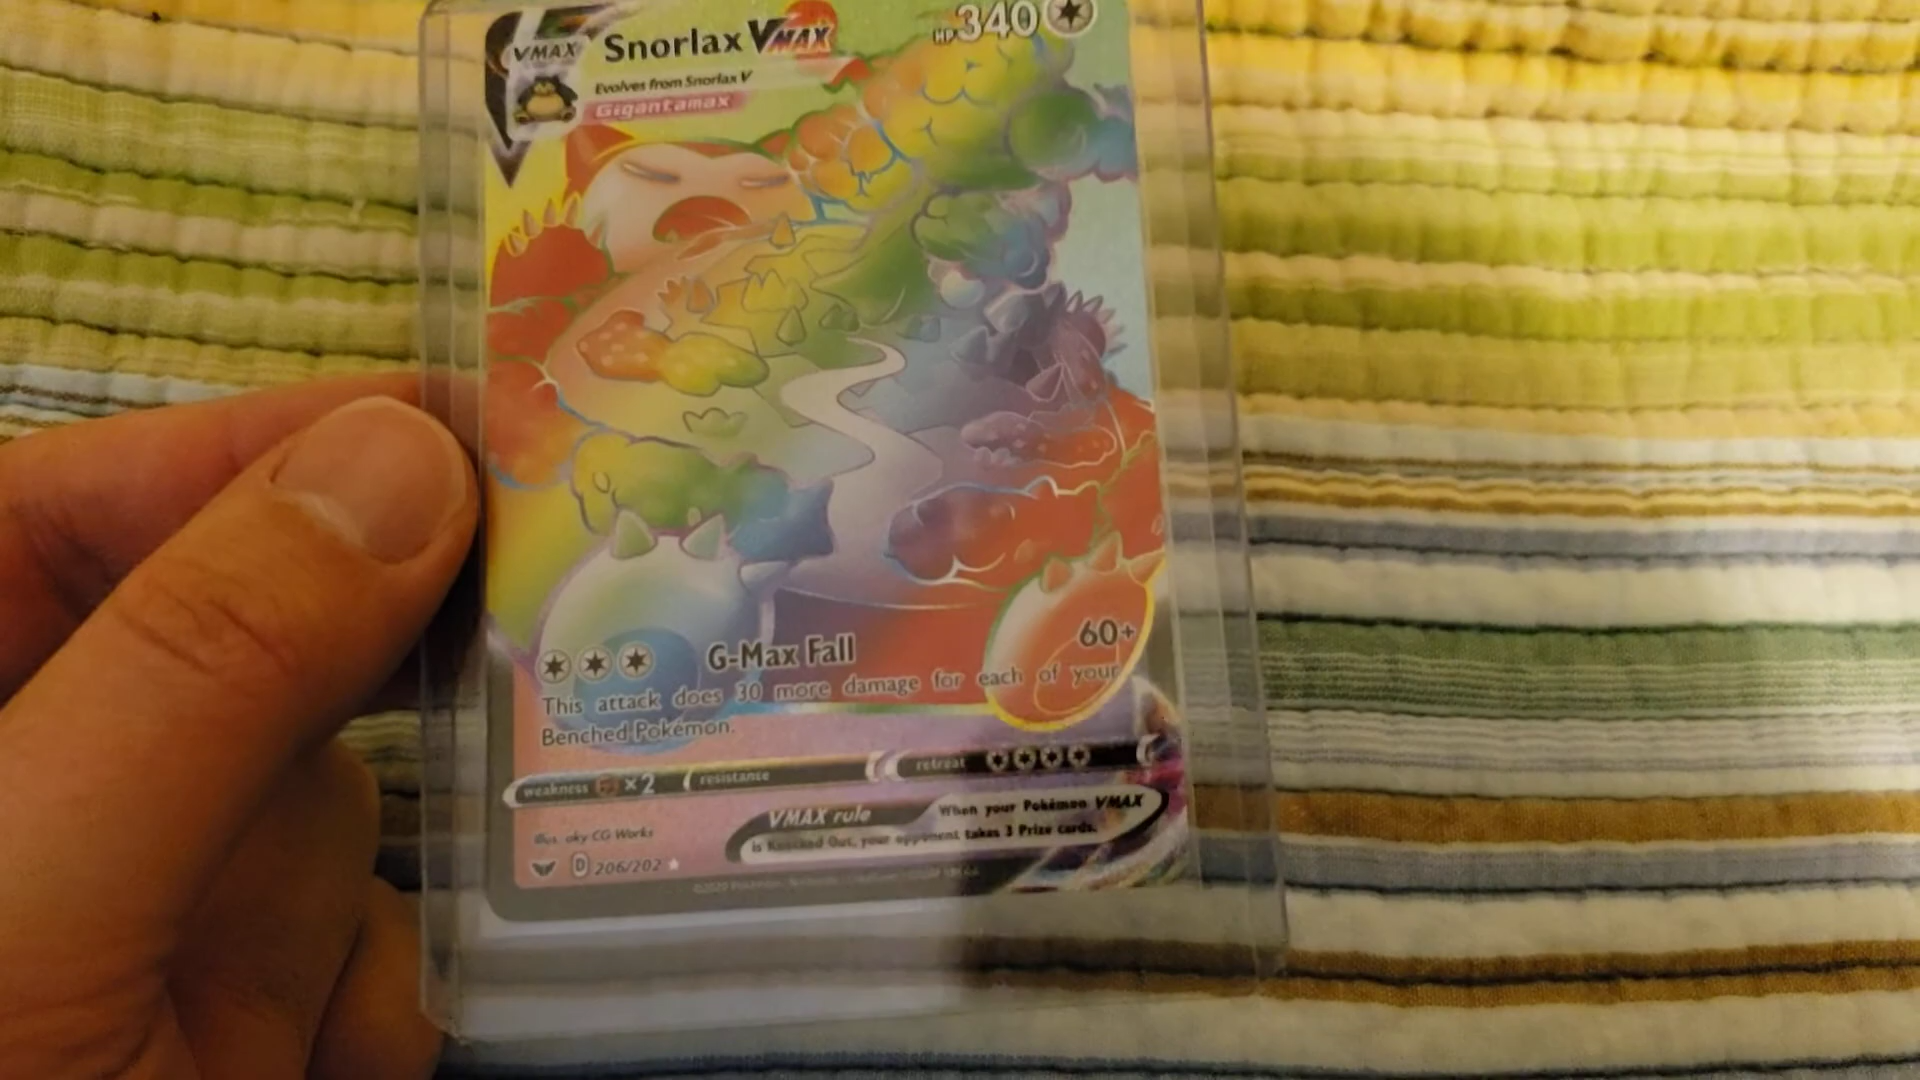 VMAX Snorlax VMAX HP 340
Evolves from Snorlax V
Gigantamax
G-Max Fall 60+
This attack does 30 more damage for each of your
Benched Pokémon.
weakness ×2 resistance retreat
VMAX rule When your Pokémon VMAX
is Knocked Out, your opponent takes 3 Prize cards.
Illus. aky CG Works
D 206/202